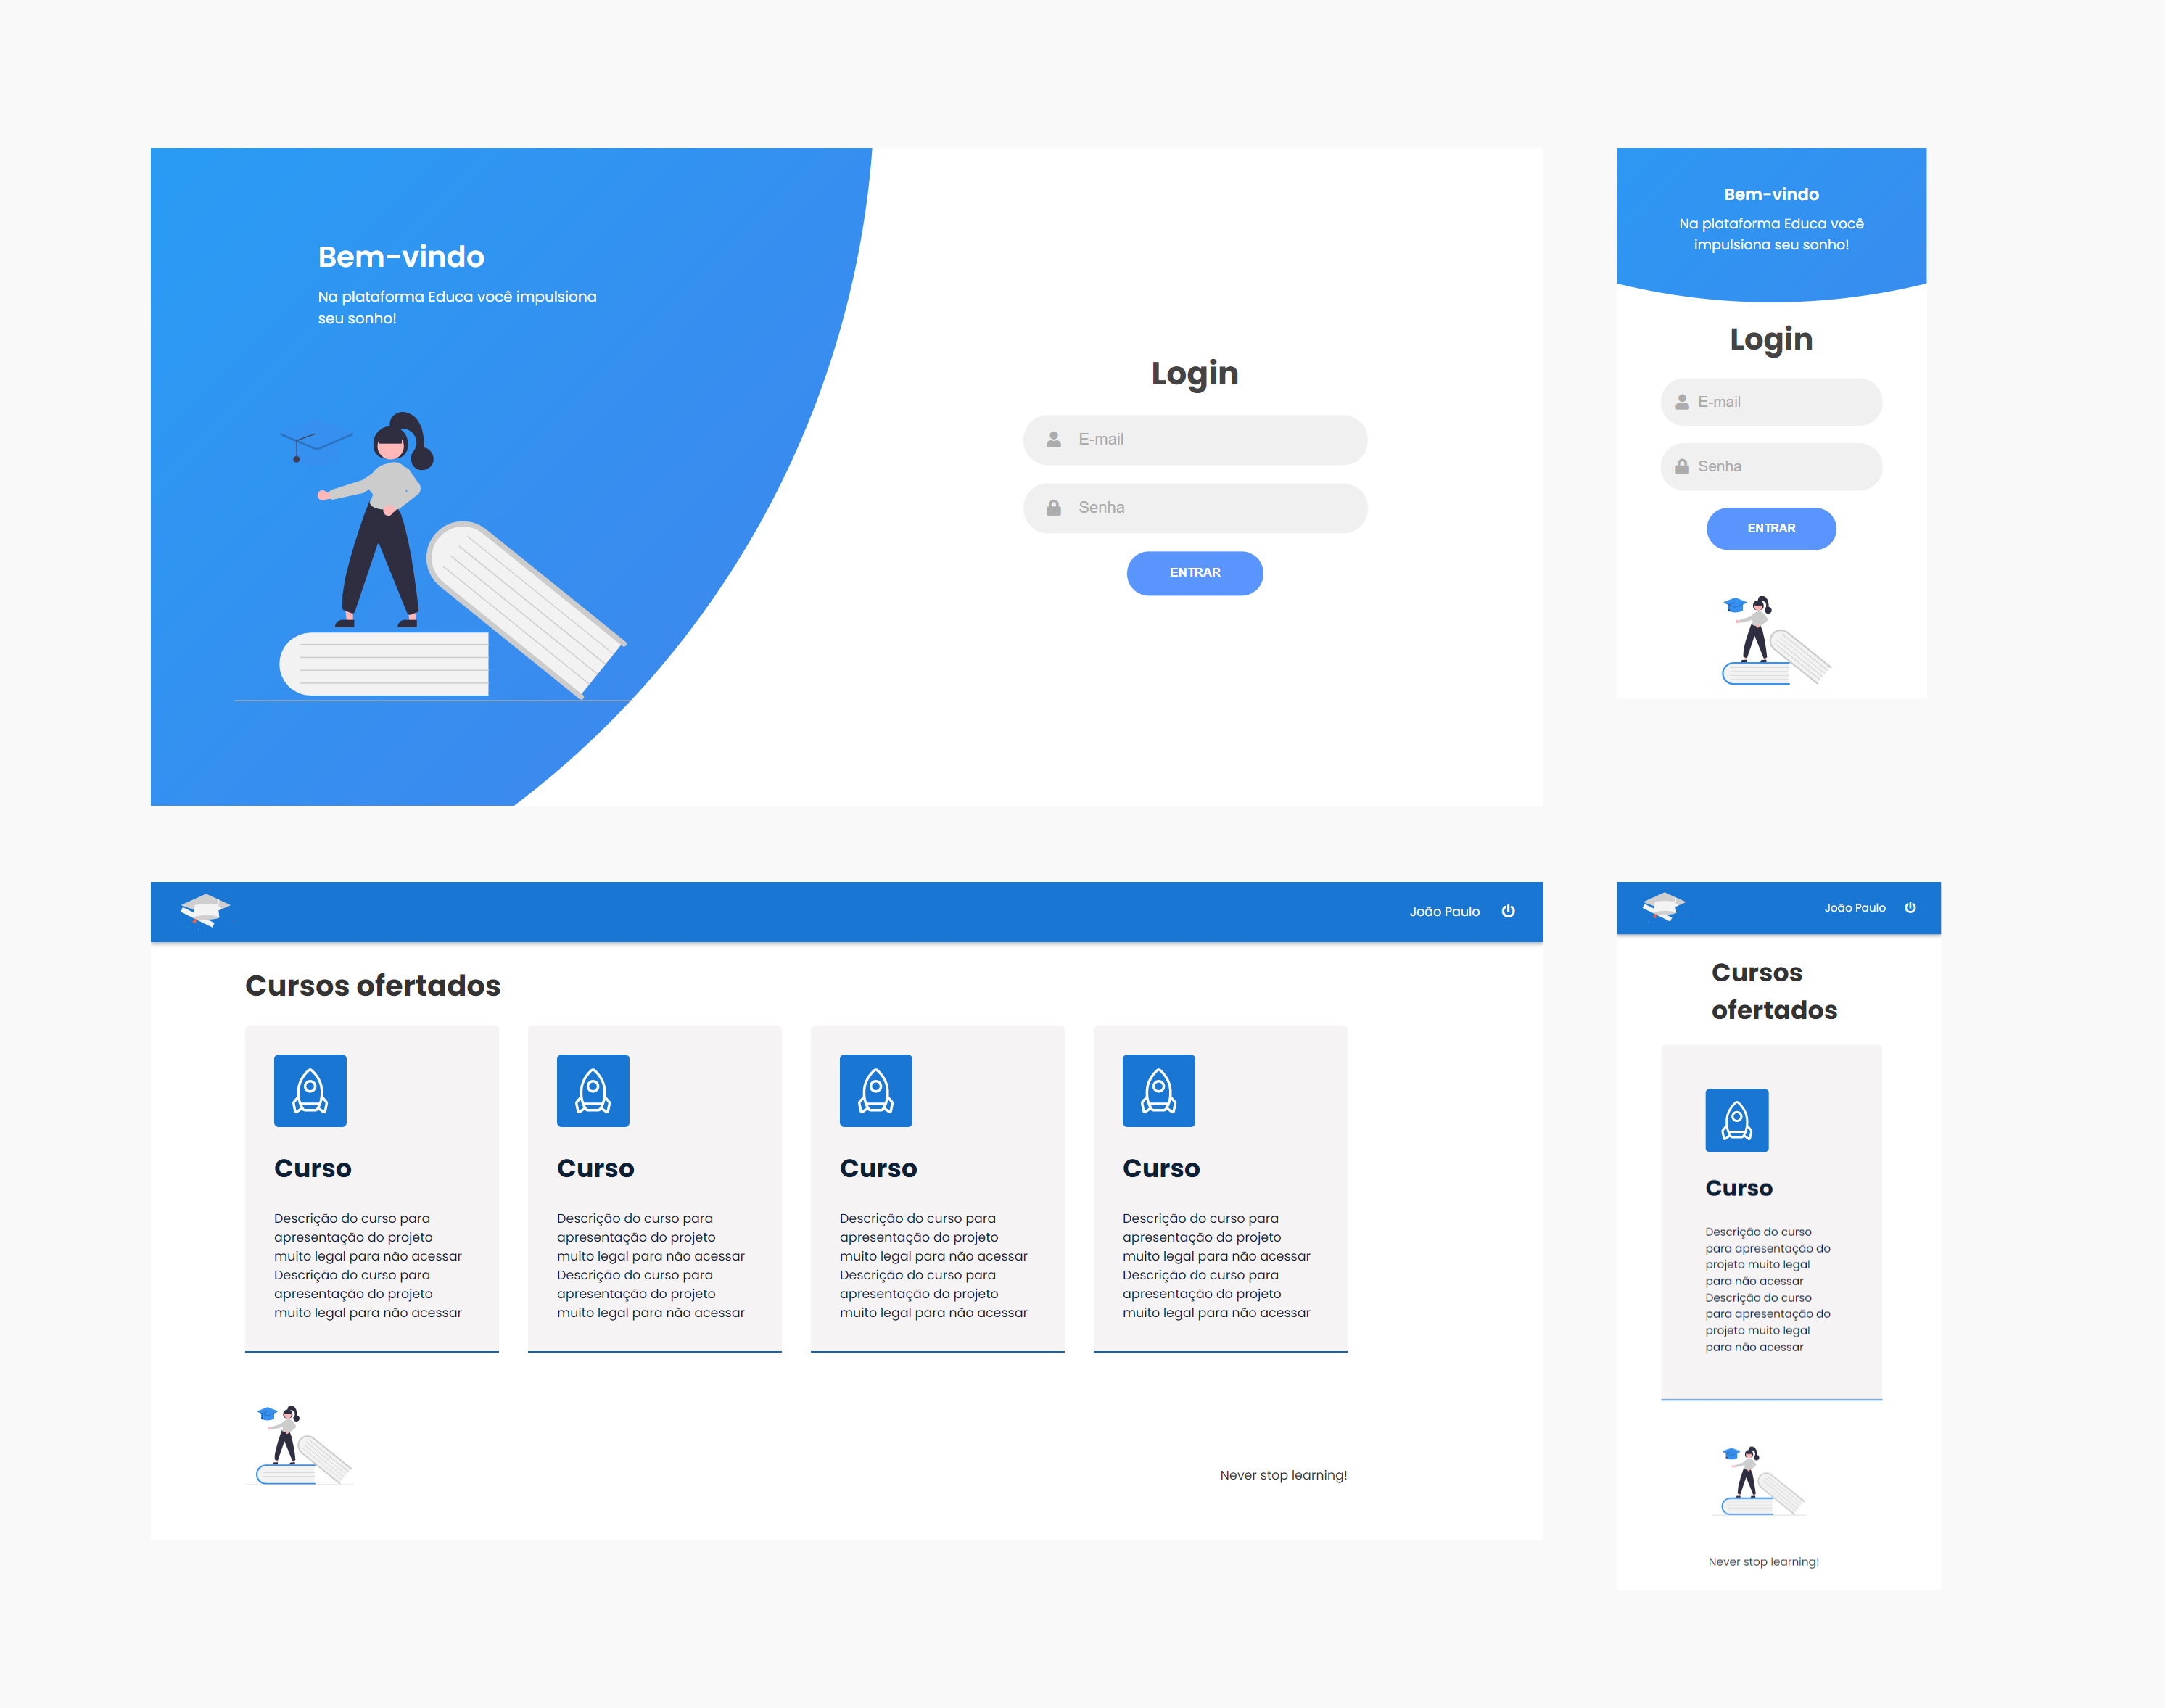 Bem-vindo
Na plataforma Educa você impulsiona
seu sonho!
Login
E-mail
Senha
ENTRAR
Bem-vindo
Na plataforma Educa você
impulsiona seu sonho!
Login
E-mail
Senha
ENTRAR
João Paulo
Cursos ofertados
Curso
Descrição do curso para
apresentação do projeto
muito legal para não acessar
Descrição do curso para
apresentação do projeto
muito legal para não acessar
Curso
Descrição do curso para
apresentação do projeto
muito legal para não acessar
Descrição do curso para
apresentação do projeto
muito legal para não acessar
Curso
Descrição do curso para
apresentação do projeto
muito legal para não acessar
Descrição do curso para
apresentação do projeto
muito legal para não acessar
Curso
Descrição do curso para
apresentação do projeto
muito legal para não acessar
Descrição do curso para
apresentação do projeto
muito legal para não acessar
Never stop learning!
João Paulo
Cursos
ofertados
Curso
Descrição do curso
para apresentação do
projeto muito legal
para não acessar
Descrição do curso
para apresentação do
projeto muito legal
para não acessar
Never stop learning!